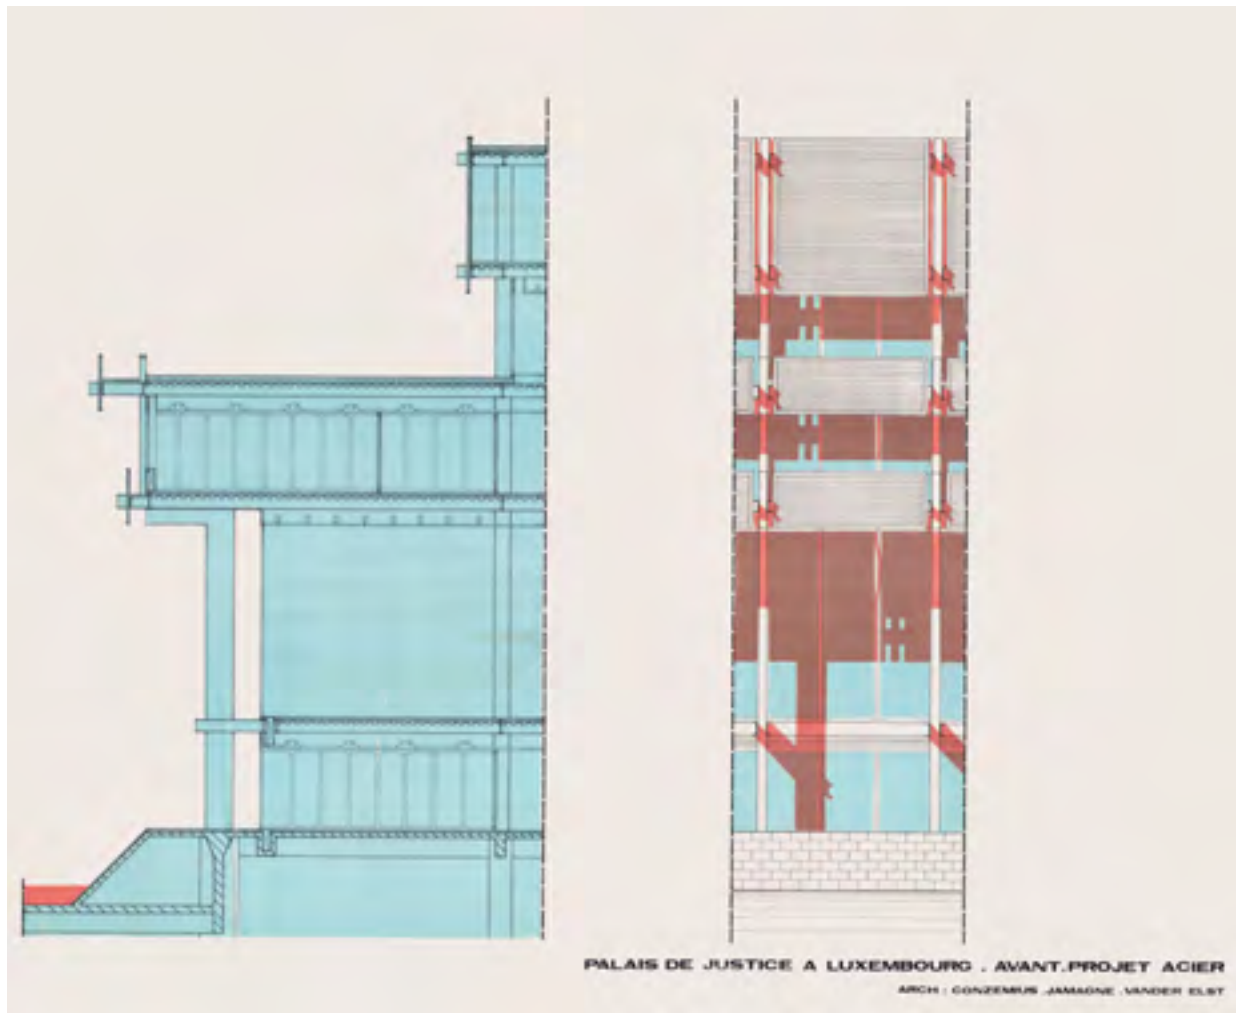 PALAIS DE JUSTICE A LUXEMBOURG . AVANT.PROJET ACIER
ARCH : CONZEMIUS .JAMAGNE .VANDER ELST